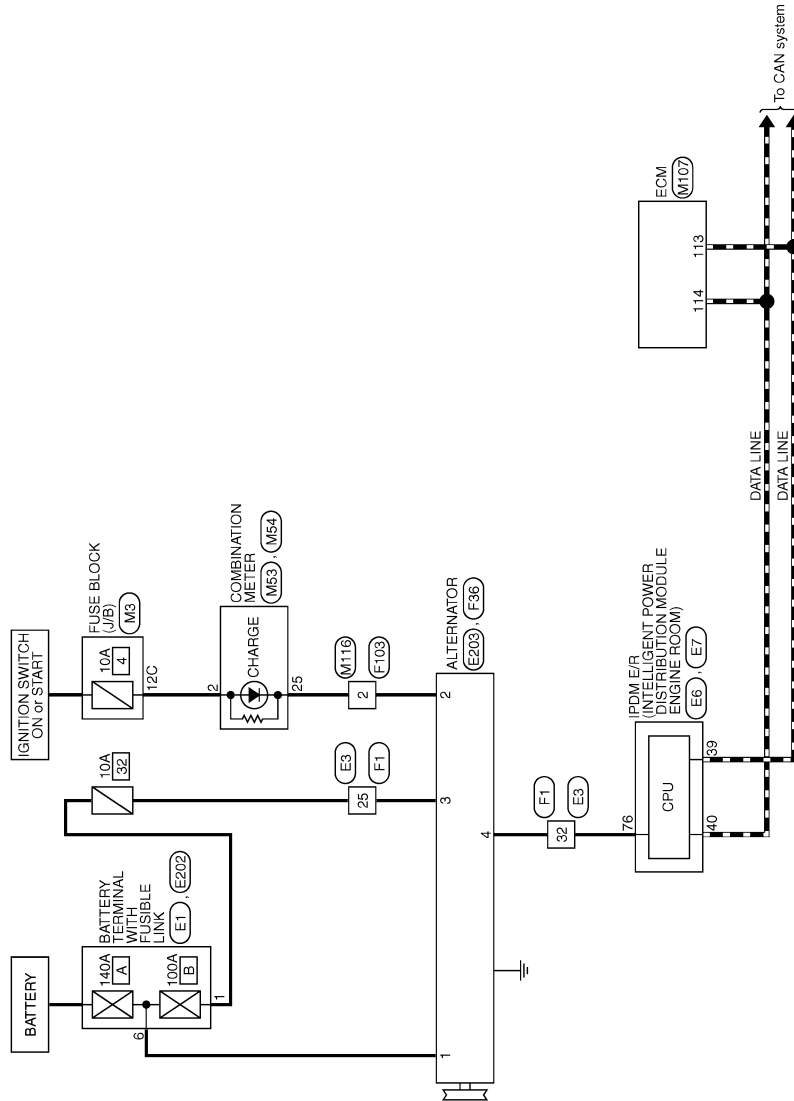 BATTERY
IGNITION SWITCH
ON or START
140A
A
100A
B
BATTERY
TERMINAL
WITH
FUSIBLE
LINK
E1 , E202
6
1
10A
32
10A
4
FUSE BLOCK
(J/B)
M3
12C
2
CHARGE
COMBINATION
METER
M53 , M54
25
E3
25
F1
M116
2
F103
1
3
2
ALTERNATOR
E203 , F36
4
F1
32
E3
76
CPU
IPDM E/R
(INTELLIGENT POWER
DISTRIBUTION MODULE
ENGINE ROOM)
E6 , E7
40
39
ECM
M107
114
113
DATA LINE
DATA LINE
To CAN system